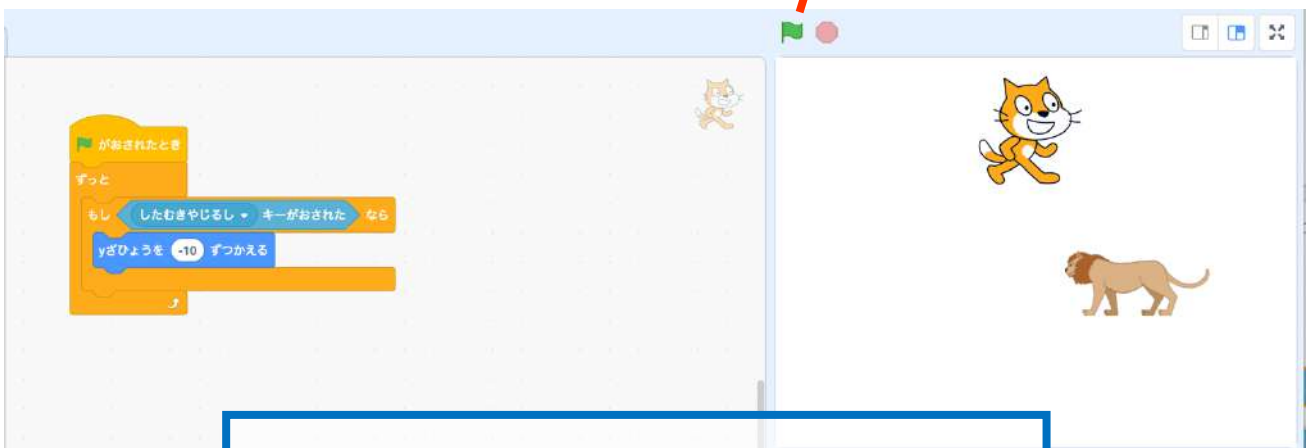 がおされたとき
ずっと
もし したむきやじるし キーがおされた なら
yざひょうを -10 ずつかえる